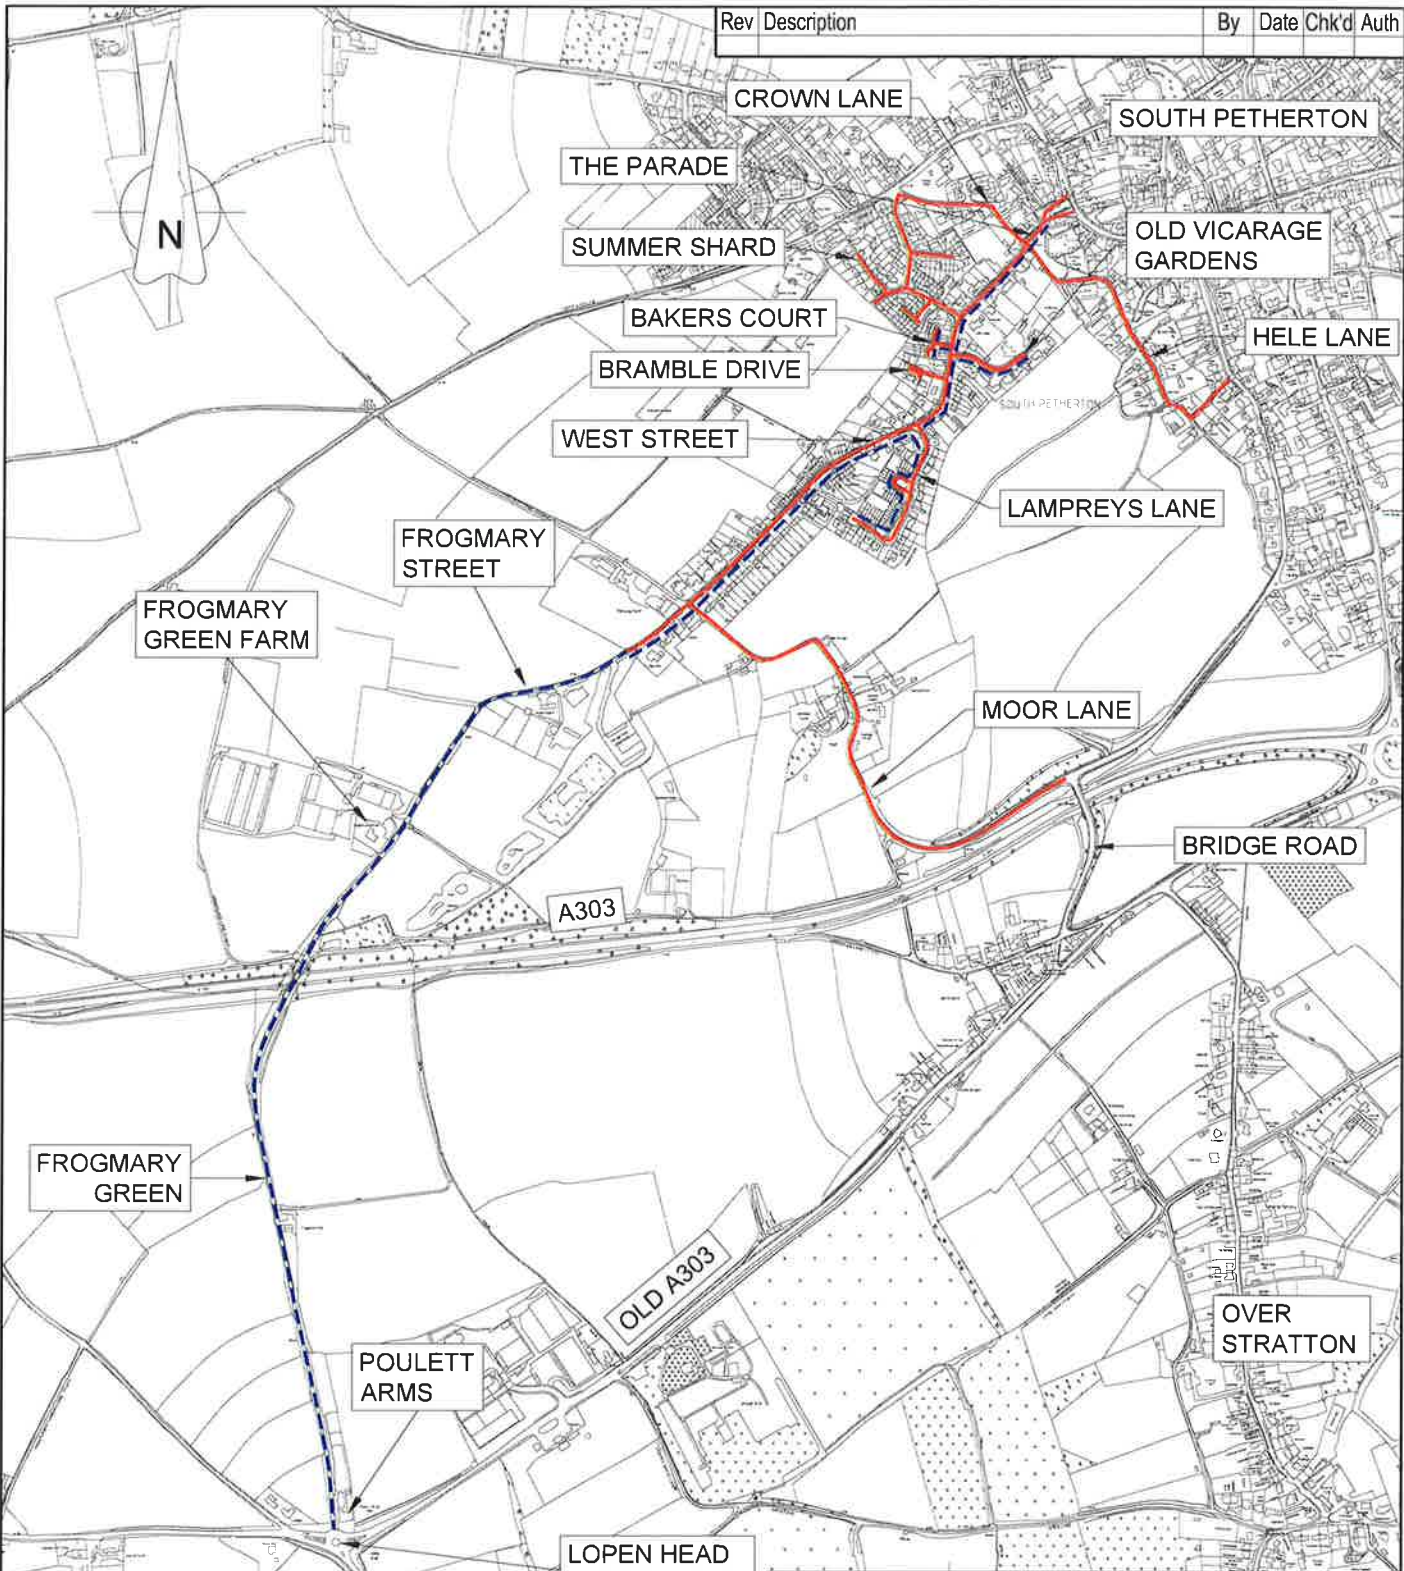 Rev Description By Date Chk'd Auth
CROWN LANE
SOUTH PETHERTON
THE PARADE
N
SUMMER SHARD
OLD VICARAGE
GARDENS
BAKERS COURT
HELE LANE
BRAMBLE DRIVE
SOUTH PETHERTON
WEST STREET
LAMPREYS LANE
FROGMARY
STREET
FROGMARY
GREEN FARM
MOOR LANE
BRIDGE ROAD
A303
FROGMARY
GREEN
OLD A303
OVER
STRATTON
POULETT
ARMS
LOPEN HEAD